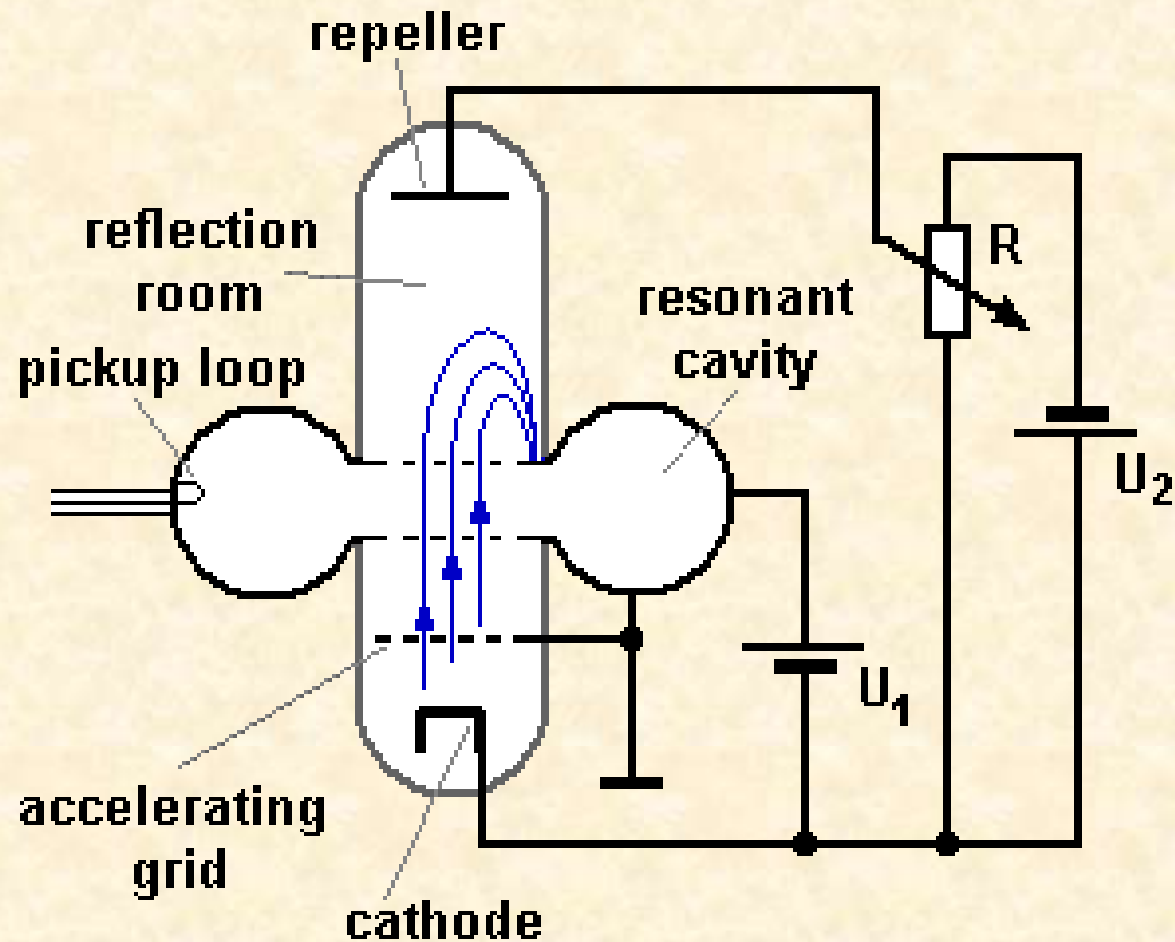 repeller
reflection
room
R
resonant
cavity
pickup loop
U2
U1
accelerating
grid
cathode